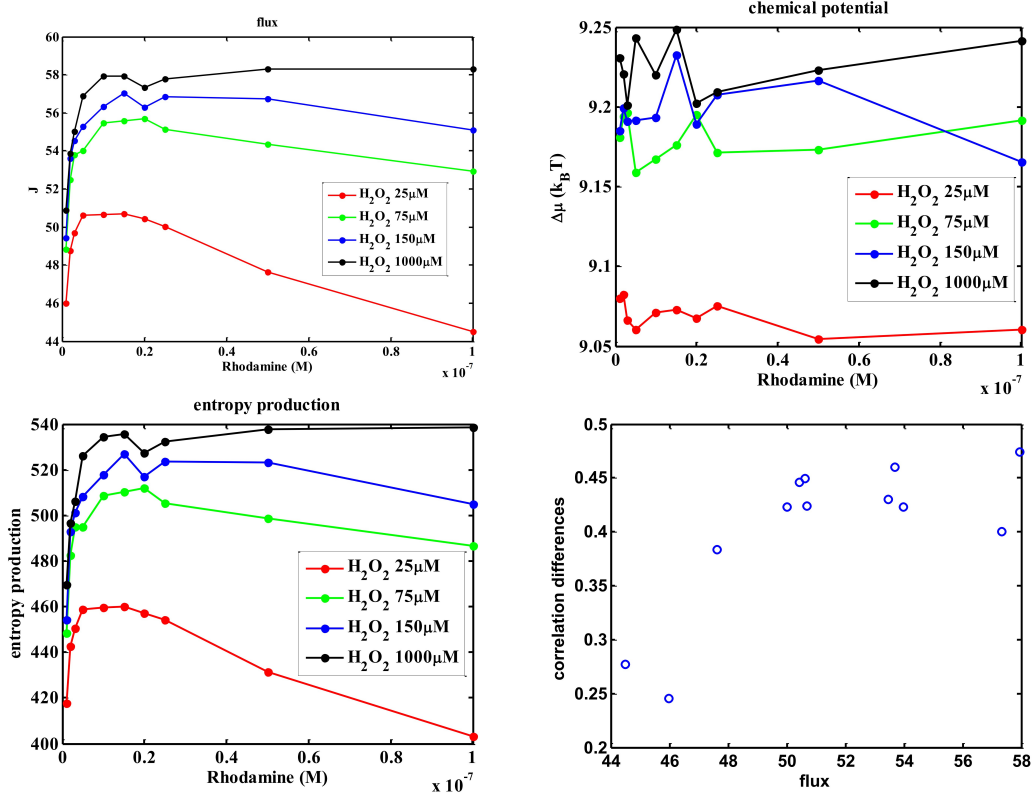 flux
60
58
56
54
52
50
48
46
44
J
H2O2 25μM
H2O2 75μM
H2O2 150μM
H2O2 1000μM
0 0.2 0.4 0.6 0.8 1
Rhodamine (M)
x 10-7
chemical potential
9.25
9.2
9.15
9.1
9.05
Δμ (kBT)
H2O2 25μM
H2O2 75μM
H2O2 150μM
H2O2 1000μM
0 0.2 0.4 0.6 0.8 1
Rhodamine (M)
x 10-7
entropy production
540
520
500
480
460
440
420
400
entropy production
H2O2 25μM
H2O2 75μM
H2O2 150μM
H2O2 1000μM
0 0.2 0.4 0.6 0.8 1
Rhodamine (M)
x 10-7
0.5
0.45
0.4
0.35
0.3
0.25
0.2
correlation differences
44 46 48 50 52 54 56 58
flux